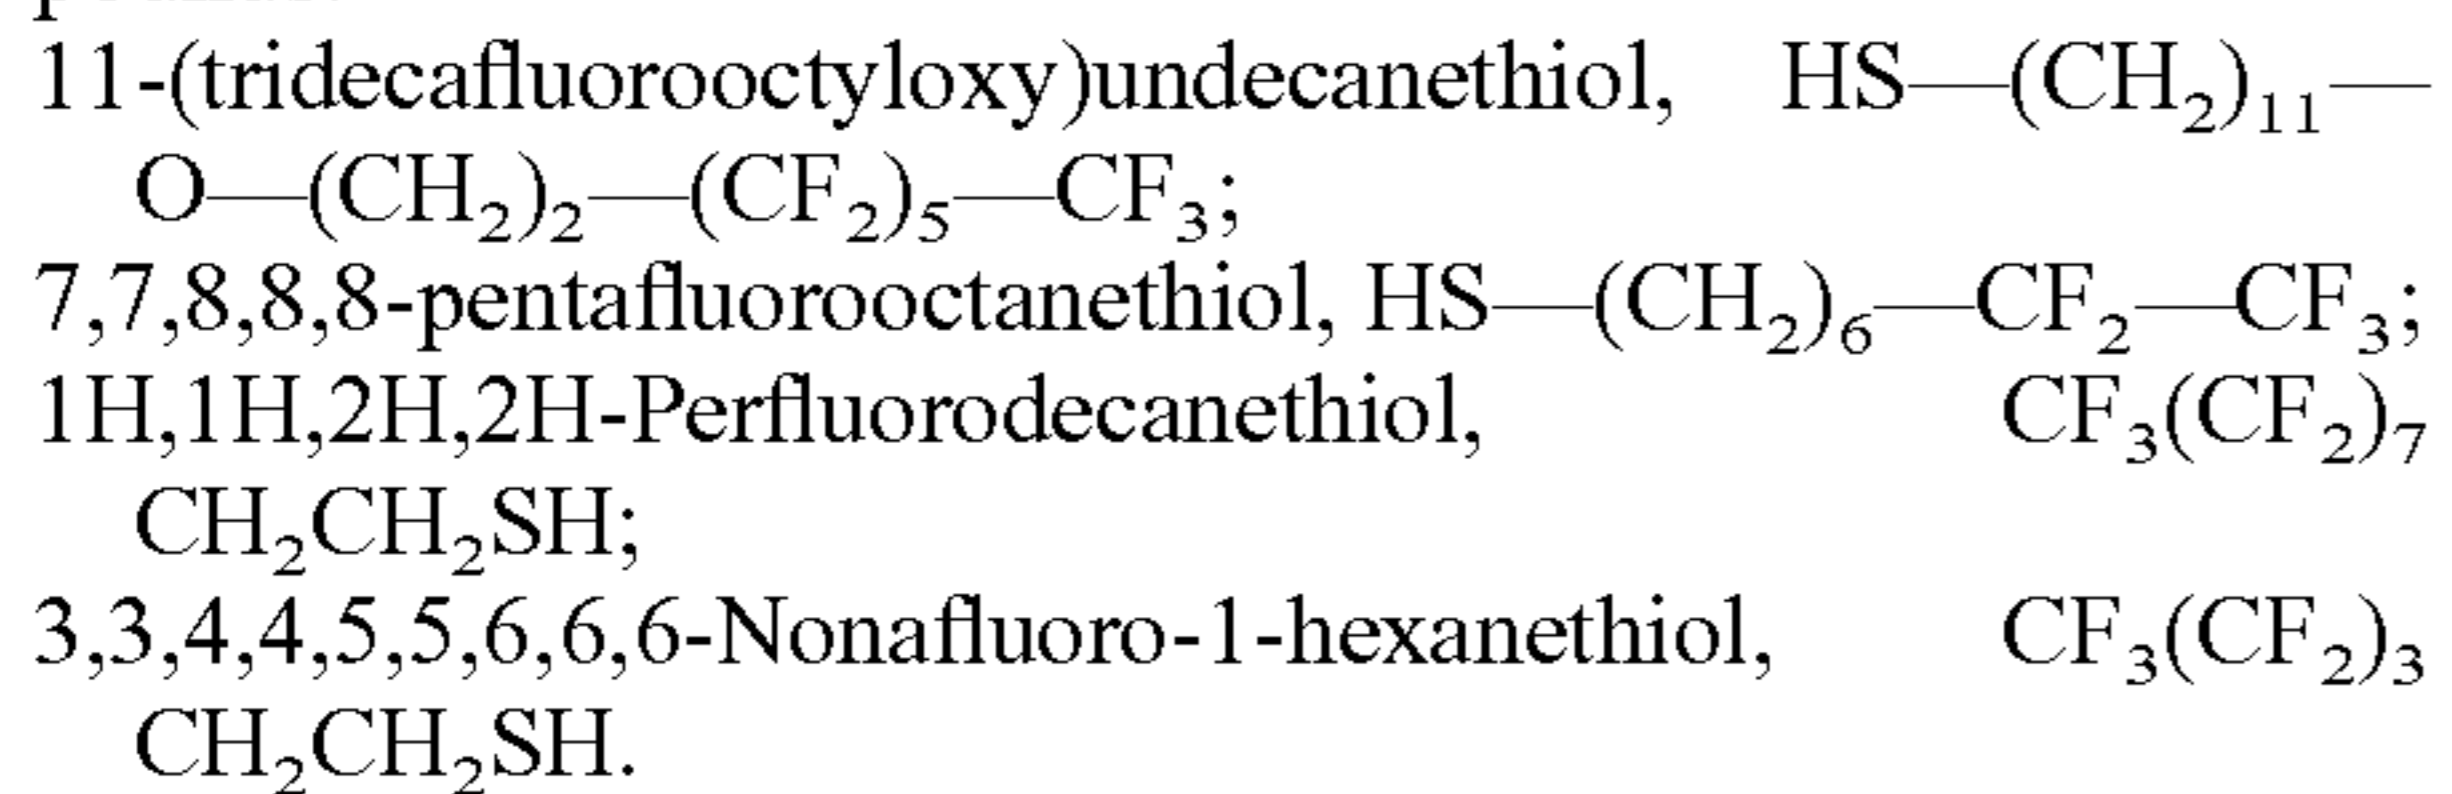 11-(tridecafluorooctyloxy)undecanethiol, HS—(CH₂)₁₁—
O—(CH₂)₂—(CF₂)₅—CF₃;
7,7,8,8,8-pentafluorooctanethiol, HS—(CH₂)₆—CF₂—CF₃;
1H,1H,2H,2H-Perfluorodecanethiol, CF₃(CF₂)₇
CH₂CH₂SH;
3,3,4,4,5,5,6,6,6-Nonafluoro-1-hexanethiol, CF₃(CF₂)₃
CH₂CH₂SH.